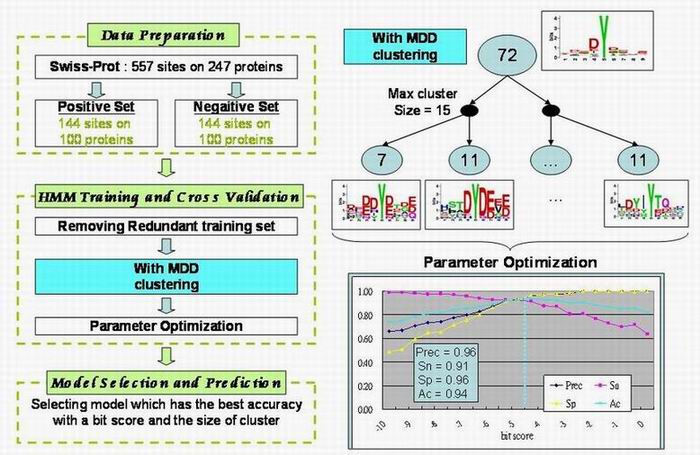 Data Preparation
Swiss-Prot : 557 sites on 247 proteins
Positive Set
144 sites on
100 proteins
Negaitive Set
144 sites on
100 proteins
HMM Training and Cross Validation
Removing Redundant training set
With MDD
clustering
Parameter Optimization
Model Selection and Prediction
Selecting model which has the best accuracy
with a bit score and the size of cluster
With MDD
clustering
72
Max cluster
Size = 15
7
11
...
11
...
Parameter Optimization
1.00
0.80
0.60
0.40
0.20
0.00
Prec = 0.96
Sn = 0.91
Sp = 0.96
Ac = 0.94
Prec
Sn
Sp
Ac
-10
-9
-8
-7
-6
-5
-4
-3
-2
-1
0
bit score